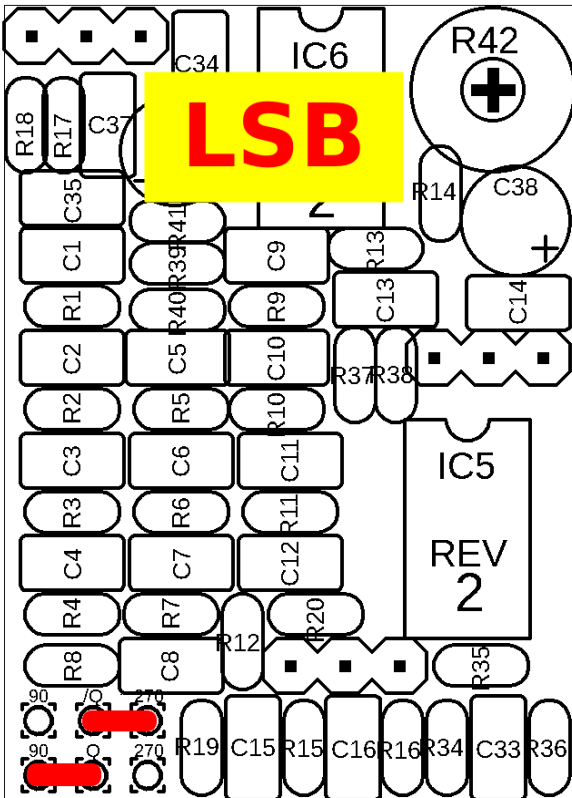 C34
IC6
R42
R18
R17
C37
LSB
R14
C38
C35
2
R41
C1
R39
C9
R13
+
R1
R40
R9
C13
C14
C2
C5
C10
R37
R38
R2
R5
R10
C3
C6
C11
IC5
R3
R6
R11
C4
C7
C12
REV
2
R4
R7
R12
R20
R8
C8
R35
90 /Q 270
90 Q 270
R19
C15
R15
C16
R16
R34
C33
R36